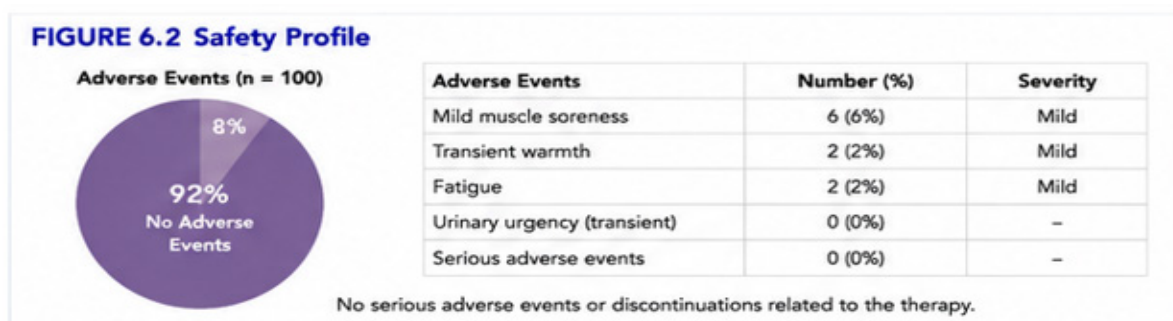 FIGURE 6.2 Safety Profile
Adverse Events (n = 100)
8%
92%
No Adverse
Events
Adverse Events Number (%) Severity
Mild muscle soreness 6 (6%) Mild
Transient warmth 2 (2%) Mild
Fatigue 2 (2%) Mild
Urinary urgency (transient) 0 (0%) –
Serious adverse events 0 (0%) –
No serious adverse events or discontinuations related to the therapy.